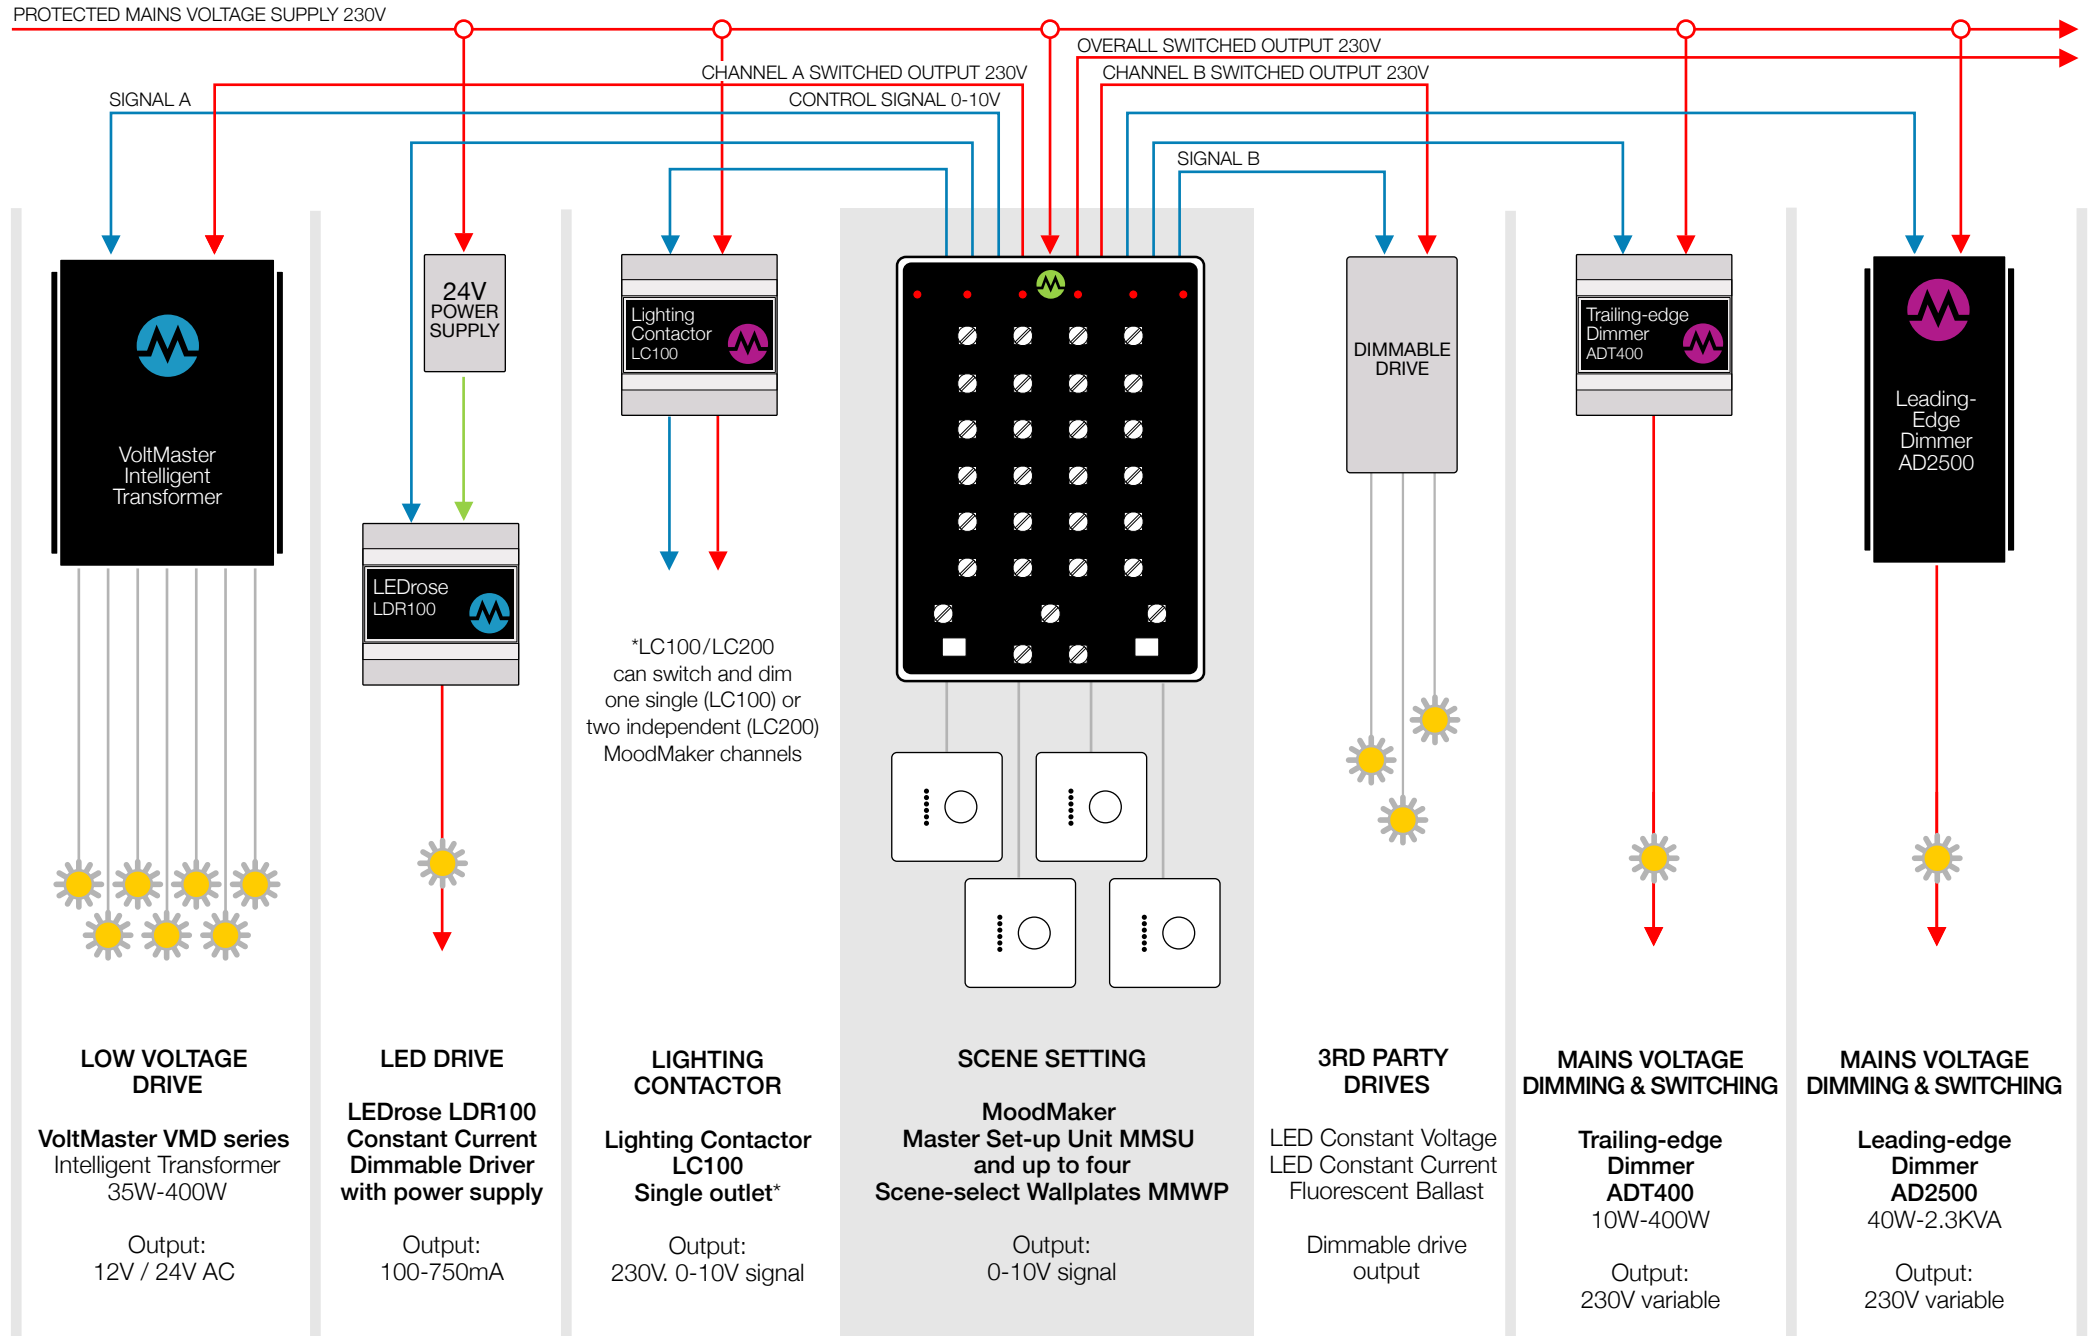 PROTECTED MAINS VOLTAGE SUPPLY 230V
OVERALL SWITCHED OUTPUT 230V
CHANNEL A SWITCHED OUTPUT 230V
CHANNEL B SWITCHED OUTPUT 230V
SIGNAL A
CONTROL SIGNAL 0-10V
SIGNAL B
VoltMaster
Intelligent
Transformer
24V
POWER
SUPPLY
LEDrose
LDR100
Lighting
Contactor
LC100
*LC100/LC200
can switch and dim
one single (LC100) or
two independent (LC200)
MoodMaker channels
DIMMABLE
DRIVE
Trailing-edge
Dimmer
ADT400
Leading-
Edge
Dimmer
AD2500
LOW VOLTAGE
DRIVE
VoltMaster VMD series
Intelligent Transformer
35W-400W
Output:
12V / 24V AC
LED DRIVE
LEDrose LDR100
Constant Current
Dimmable Driver
with power supply
Output:
100-750mA
LIGHTING
CONTACTOR
Lighting Contactor
LC100
Single outlet*
Output:
230V. 0-10V signal
SCENE SETTING
MoodMaker
Master Set-up Unit MMSU
and up to four
Scene-select Wallplates MMWP
Output:
0-10V signal
3RD PARTY
DRIVES
LED Constant Voltage
LED Constant Current
Fluorescent Ballast
Dimmable drive
output
MAINS VOLTAGE
DIMMING & SWITCHING
Trailing-edge
Dimmer
ADT400
10W-400W
Output:
230V variable
MAINS VOLTAGE
DIMMING & SWITCHING
Leading-edge
Dimmer
AD2500
40W-2.3KVA
Output:
230V variable